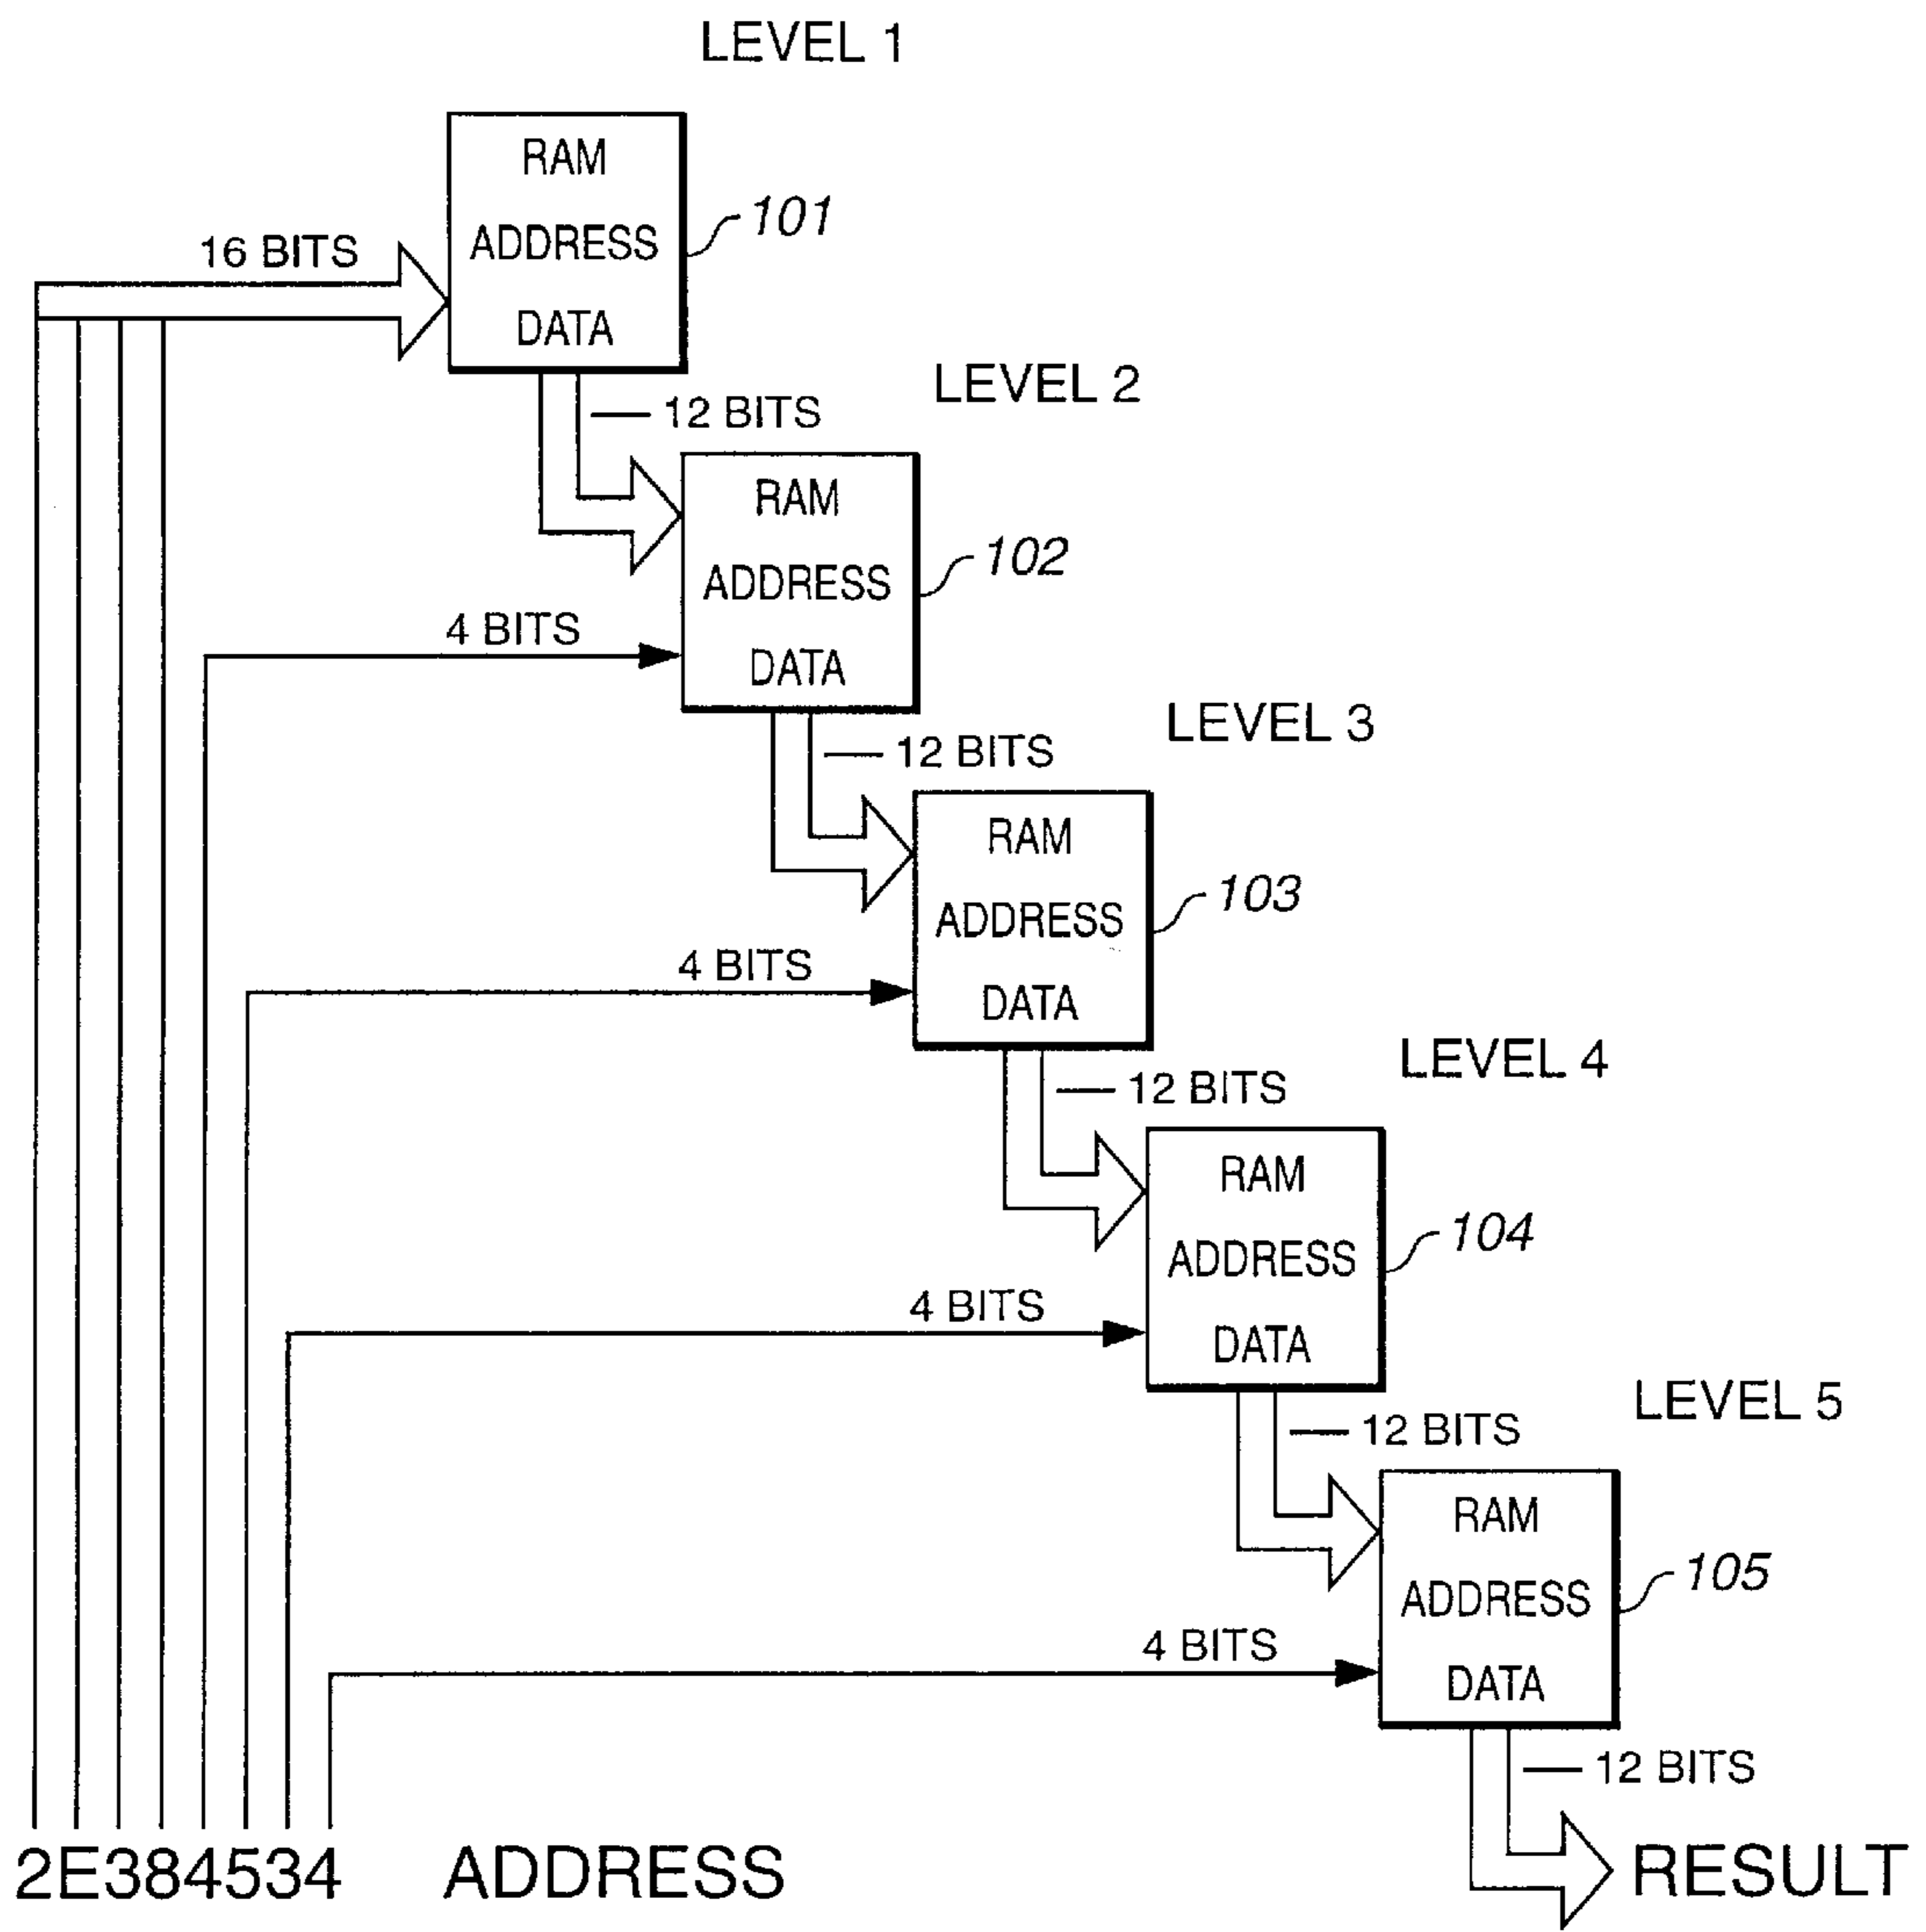 LEVEL 1
RAM
ADDRESS
DATA
101
16 BITS
12 BITS
LEVEL 2
RAM
ADDRESS
DATA
102
4 BITS
12 BITS
LEVEL 3
RAM
ADDRESS
DATA
103
4 BITS
12 BITS
LEVEL 4
RAM
ADDRESS
DATA
104
4 BITS
12 BITS
LEVEL 5
RAM
ADDRESS
DATA
105
4 BITS
12 BITS
2E384534 ADDRESS
RESULT